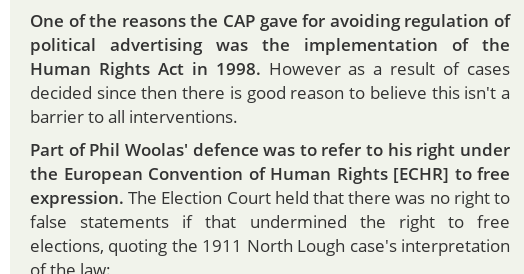 One of the reasons the CAP gave for avoiding regulation of
political advertising was the implementation of the
Human Rights Act in 1998. However as a result of cases
decided since then there is good reason to believe this isn't a
barrier to all interventions.
Part of Phil Woolas' defence was to refer to his right under
the European Convention of Human Rights [ECHR] to free
expression. The Election Court held that there was no right to
false statements if that undermined the right to free
elections, quoting the 1911 North Lough case's interpretation
of the law: